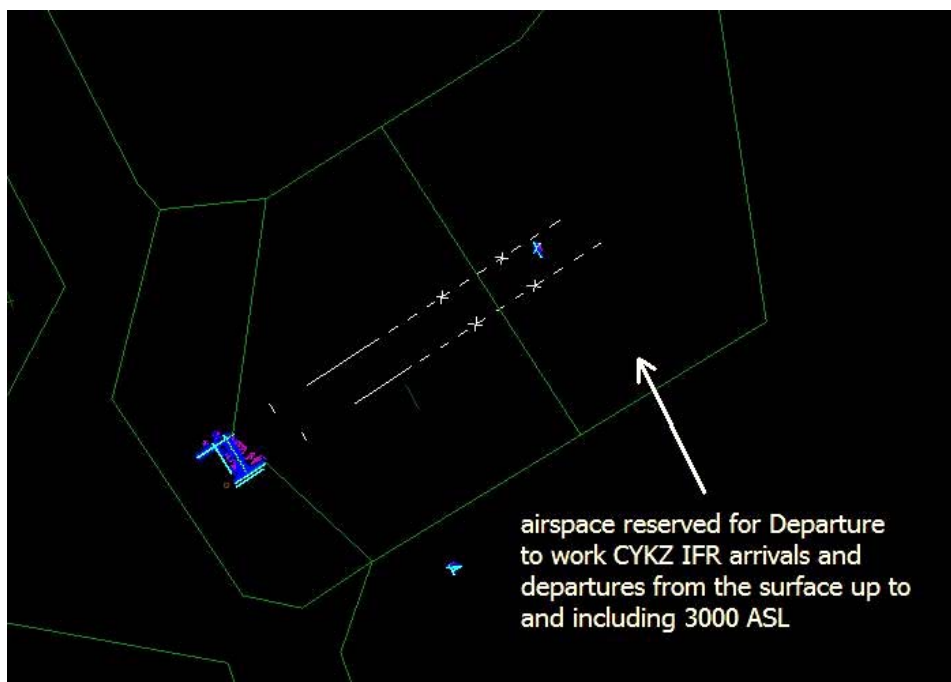 airspace reserved for Departure
to work CYKZ IFR arrivals and
departures from the surface up to
and including 3000 ASL